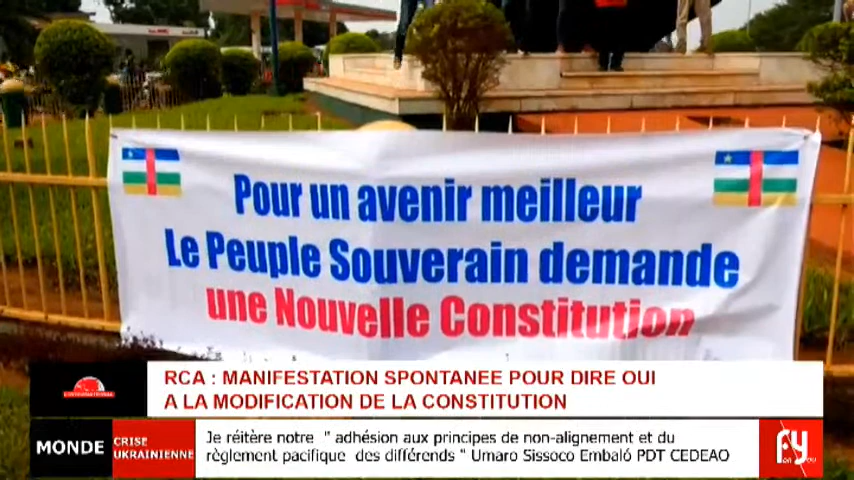 Pour un avenir meilleur
Le Peuple Souverain demande
une Nouvelle Constitution
RCA : MANIFESTATION SPONTANEE POUR DIRE OUI
A LA MODIFICATION DE LA CONSTITUTION
MONDE
CRISE
UKRAINIENNE
Je réitère notre " adhésion aux principes de non-alignement et du
règlement pacifique des différends " Umaro Sissoco Embaló PDT CEDEAO